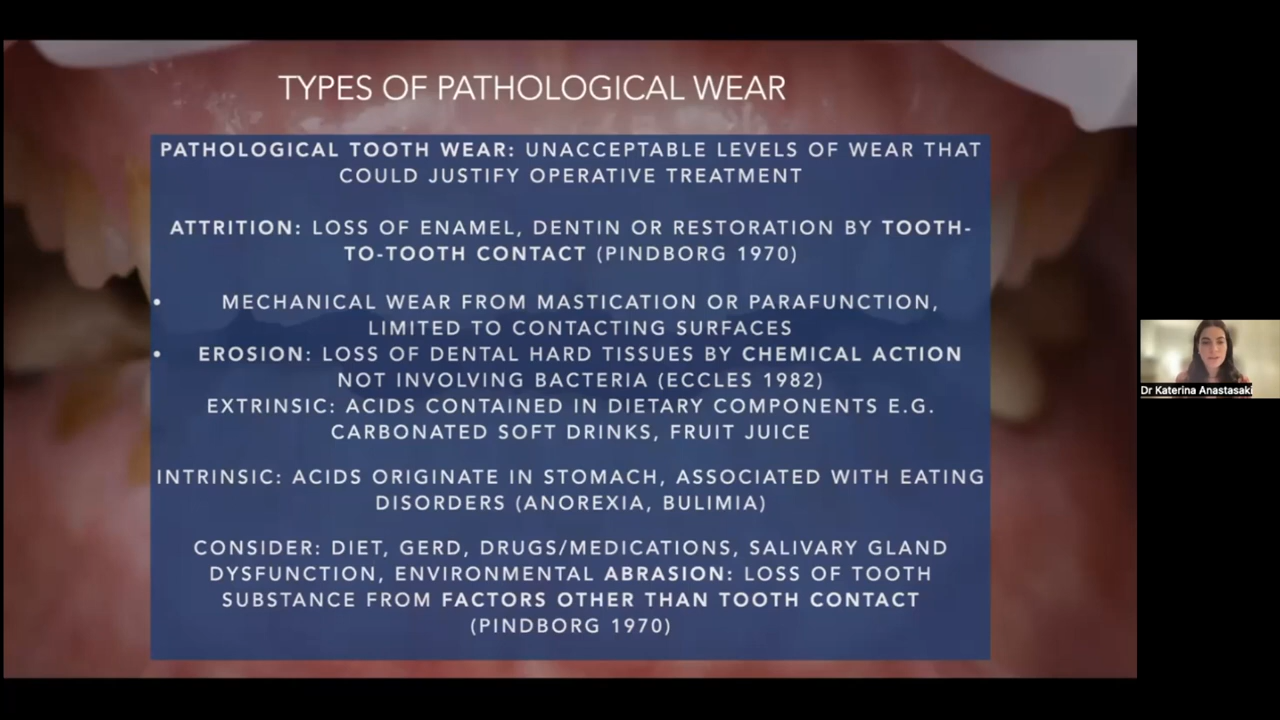 TYPES OF PATHOLOGICAL WEAR
PATHOLOGICAL TOOTH WEAR: UNACCEPTABLE LEVELS OF WEAR THAT
COULD JUSTIFY OPERATIVE TREATMENT
ATTRITION: LOSS OF ENAMEL, DENTIN OR RESTORATION BY TOOTH-
TO-TOOTH CONTACT (PINDBORG 1970)
• MECHANICAL WEAR FROM MASTICATION OR PARAFUNCTION,
LIMITED TO CONTACTING SURFACES
• EROSION: LOSS OF DENTAL HARD TISSUES BY CHEMICAL ACTION
NOT INVOLVING BACTERIA (ECCLES 1982)
EXTRINSIC: ACIDS CONTAINED IN DIETARY COMPONENTS E.G.
CARBONATED SOFT DRINKS, FRUIT JUICE
INTRINSIC: ACIDS ORIGINATE IN STOMACH, ASSOCIATED WITH EATING
DISORDERS (ANOREXIA, BULIMIA)
CONSIDER: DIET, GERD, DRUGS/MEDICATIONS, SALIVARY GLAND
DYSFUNCTION, ENVIRONMENTAL ABRASION: LOSS OF TOOTH
SUBSTANCE FROM FACTORS OTHER THAN TOOTH CONTACT
(PINDBORG 1970)
Dr Katerina Anastasaki